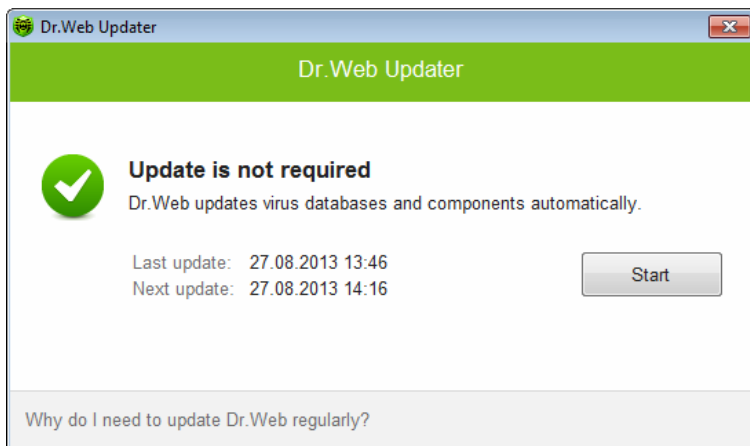 Dr.Web Updater
Dr.Web Updater
Update is not required
Dr.Web updates virus databases and components automatically.
Last update: 27.08.2013 13:46
Next update: 27.08.2013 14:16
Start
Why do I need to update Dr.Web regularly?